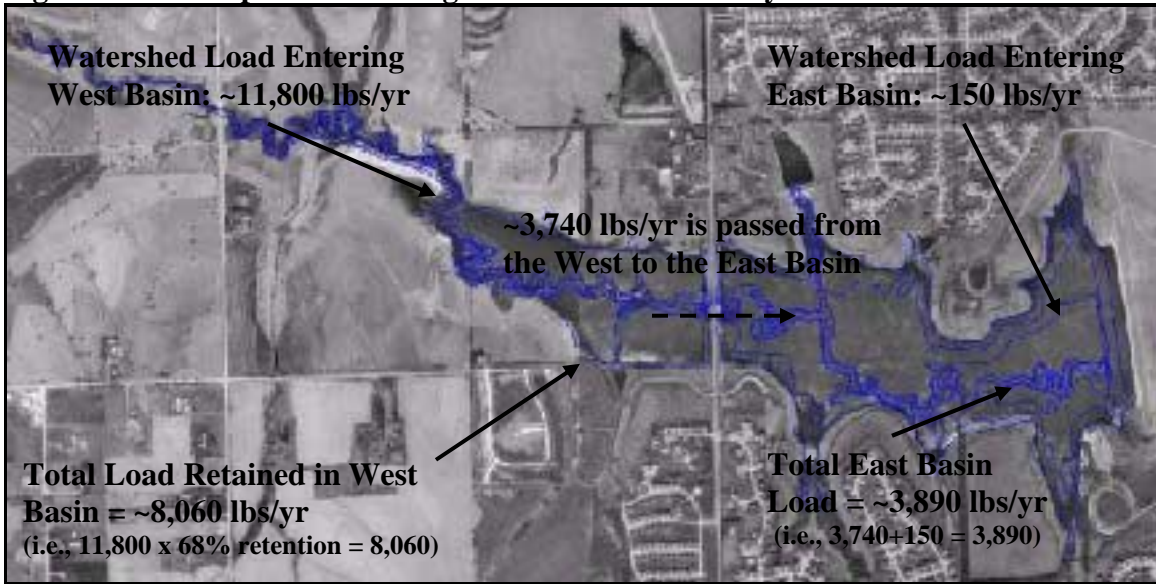 Watershed Load Entering
West Basin: ~11,800 lbs/yr
Watershed Load Entering
East Basin: ~150 lbs/yr
~3,740 lbs/yr is passed from
the West to the East Basin
Total Load Retained in West
Basin = ~8,060 lbs/yr
(i.e., 11,800 x 68% retention = 8,060)
Total East Basin
Load = ~3,890 lbs/yr
(i.e., 3,740+150 = 3,890)